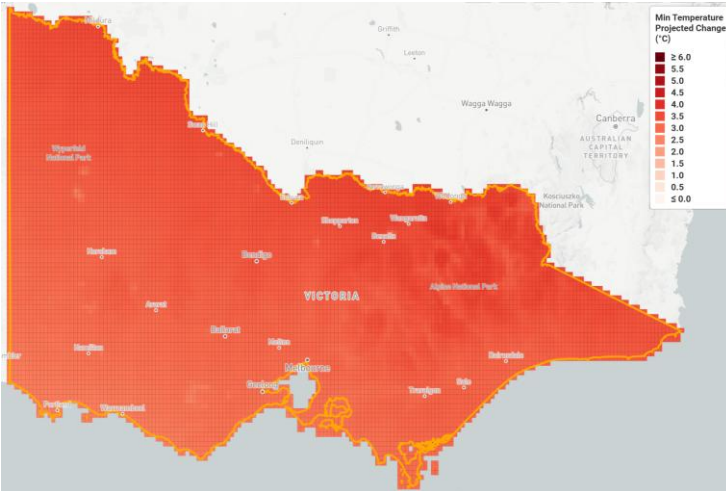 Mildura
Griffith
Leeton
Min Temperature
Projected Change
(°C)
≥ 6.0
5.5
5.0
4.5
4.0
3.5
3.0
2.5
2.0
1.5
1.0
0.5
≤ 0.0
Wagga Wagga
Canberra
AUSTRALIAN
CAPITAL
TERRITORY
Deniliquin
Wyperfeld
National Park
Kosciuszko
National Park
Shepparton
Wangaratta
Benalla
Horsham
Bendigo
Alpine National Park
VICTORIA
Ararat
Ballarat
Melton
Hamilton
Melbourne
Bairnsdale
Geelong
Traralgon
Sale
Portland
Warrnambool